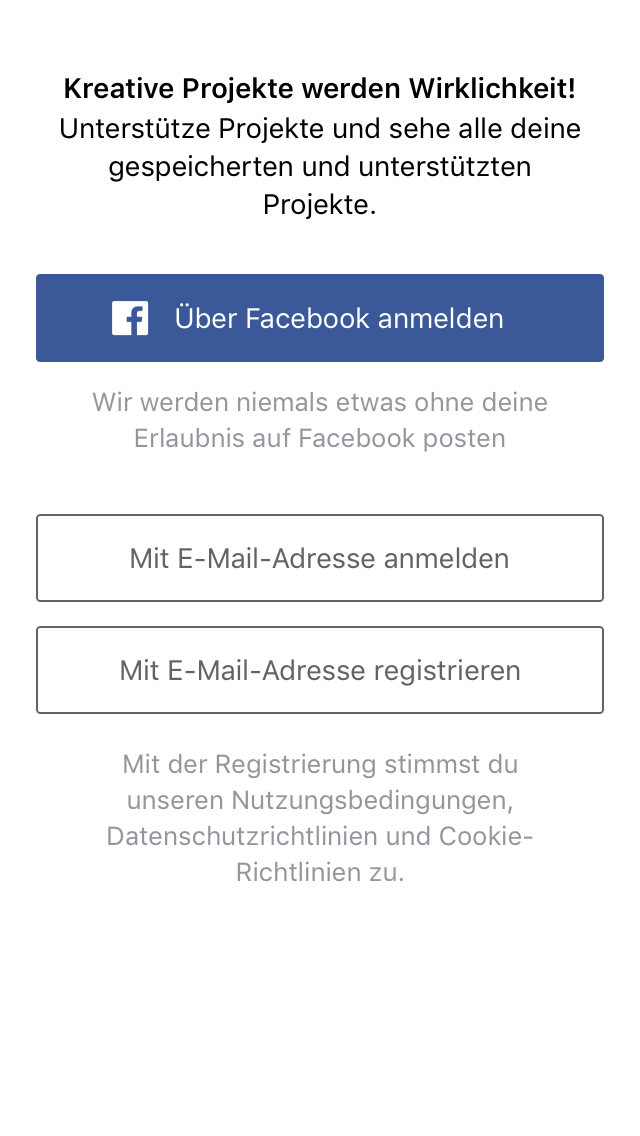 Kreative Projekte werden Wirklichkeit!
Unterstütze Projekte und sehe alle deine
gespeicherten und unterstützten
Projekte.
Über Facebook anmelden
Wir werden niemals etwas ohne deine
Erlaubnis auf Facebook posten
Mit E-Mail-Adresse anmelden
Mit E-Mail-Adresse registrieren
Mit der Registrierung stimmst du
unseren Nutzungsbedingungen,
Datenschutzrichtlinien und Cookie-
Richtlinien zu.